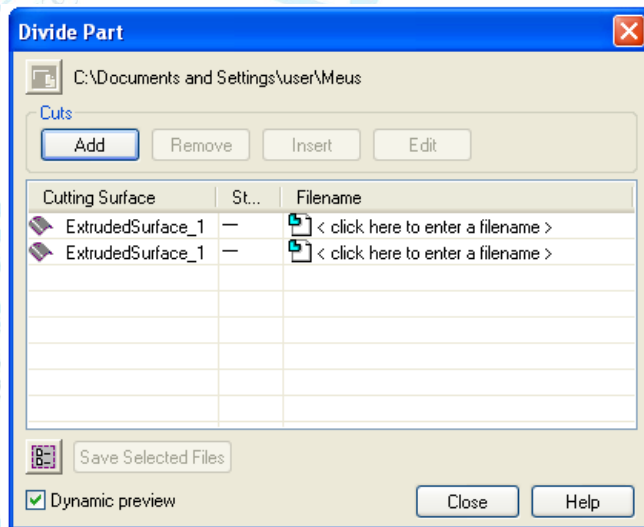 Divide Part
C:\Documents and Settings\user\Meus
Cuts
Add Remove Insert Edit
Cutting Surface St... Filename
ExtrudedSurface_1 — < click here to enter a filename >
ExtrudedSurface_1 — < click here to enter a filename >
Save Selected Files
Dynamic preview Close Help